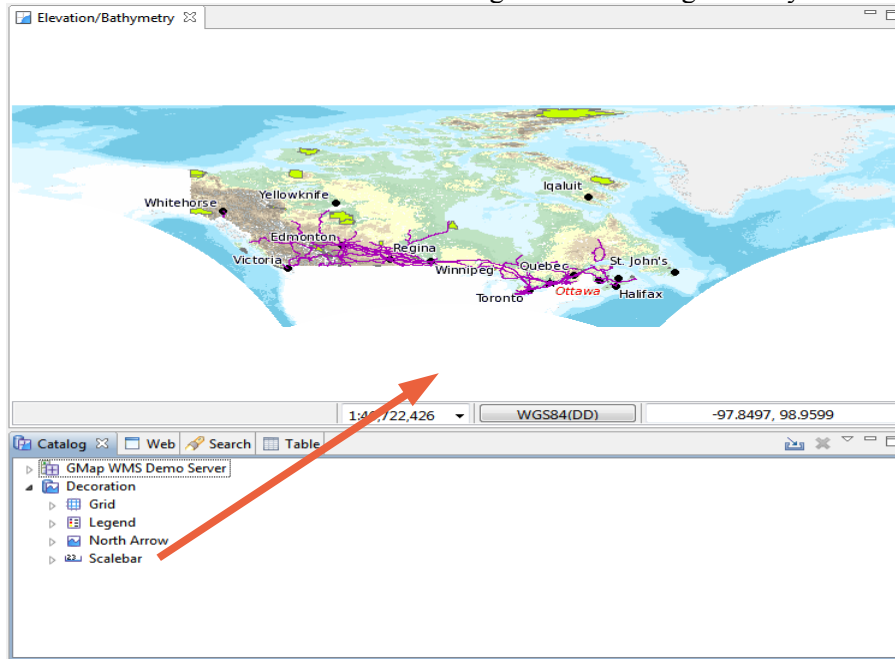 Elevation/Bathymetry
Iqaluit
Yellowknife
Whitehorse
Edmonton
Regina
Victoria
Winnipeg
Quebec
St. John's
Toronto
Ottawa
Halifax
WGS84(DD)
-97.8497, 98.9599
Catalog
Web
Search
Table
GMap WMS Demo Server
Decoration
Grid
Legend
North Arrow
Scalebar